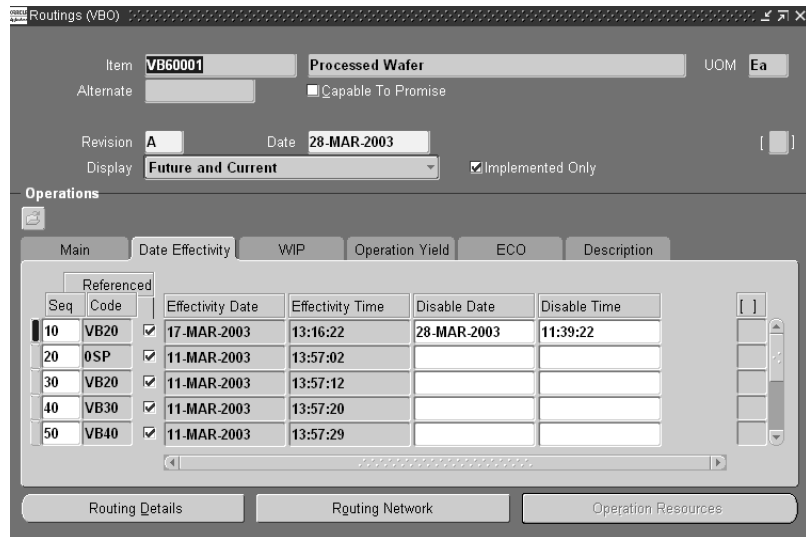 Routings (VBO)
Item VB60001 Processed Wafer UOM Ea
Alternate Capable To Promise
Revision A Date 28-MAR-2003 [ ]
Display Future and Current Implemented Only
Operations
Main Date Effectivity WIP Operation Yield ECO Description
Referenced
Seq Code Effectivity Date Effectivity Time Disable Date Disable Time [ ]
10 VB20 17-MAR-2003 13:16:22 28-MAR-2003 11:39:22
20 0SP 11-MAR-2003 13:57:02
30 VB20 11-MAR-2003 13:57:12
40 VB30 11-MAR-2003 13:57:20
50 VB40 11-MAR-2003 13:57:29
Routing Details Routing Network Operation Resources